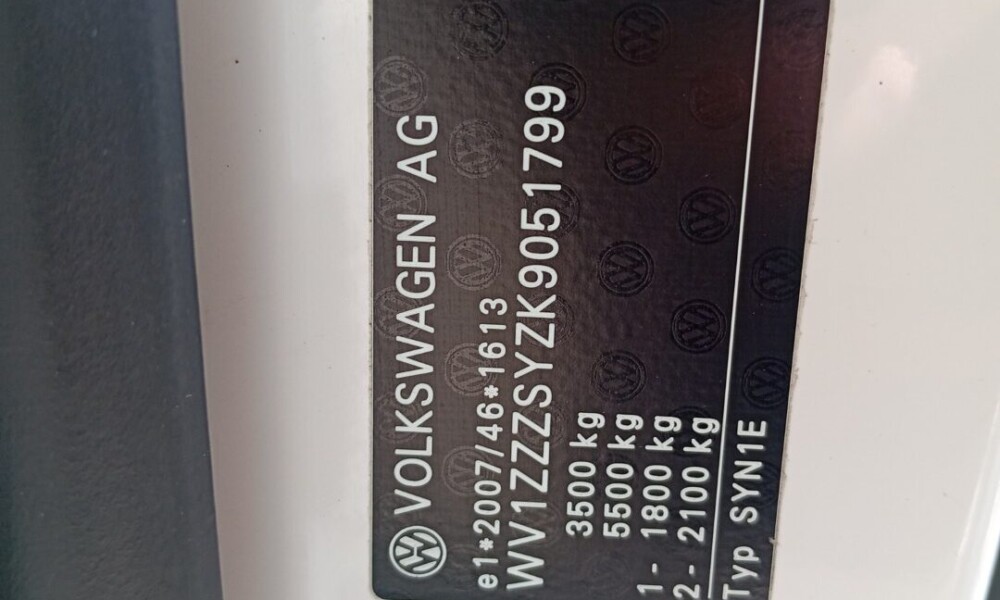 VOLKSWAGEN AG
e1*2007/46*1613
WV1ZZZSYZK9051799
3500 kg
5500 kg
1- 1800 kg
2- 2100 kg
Typ SYN1E